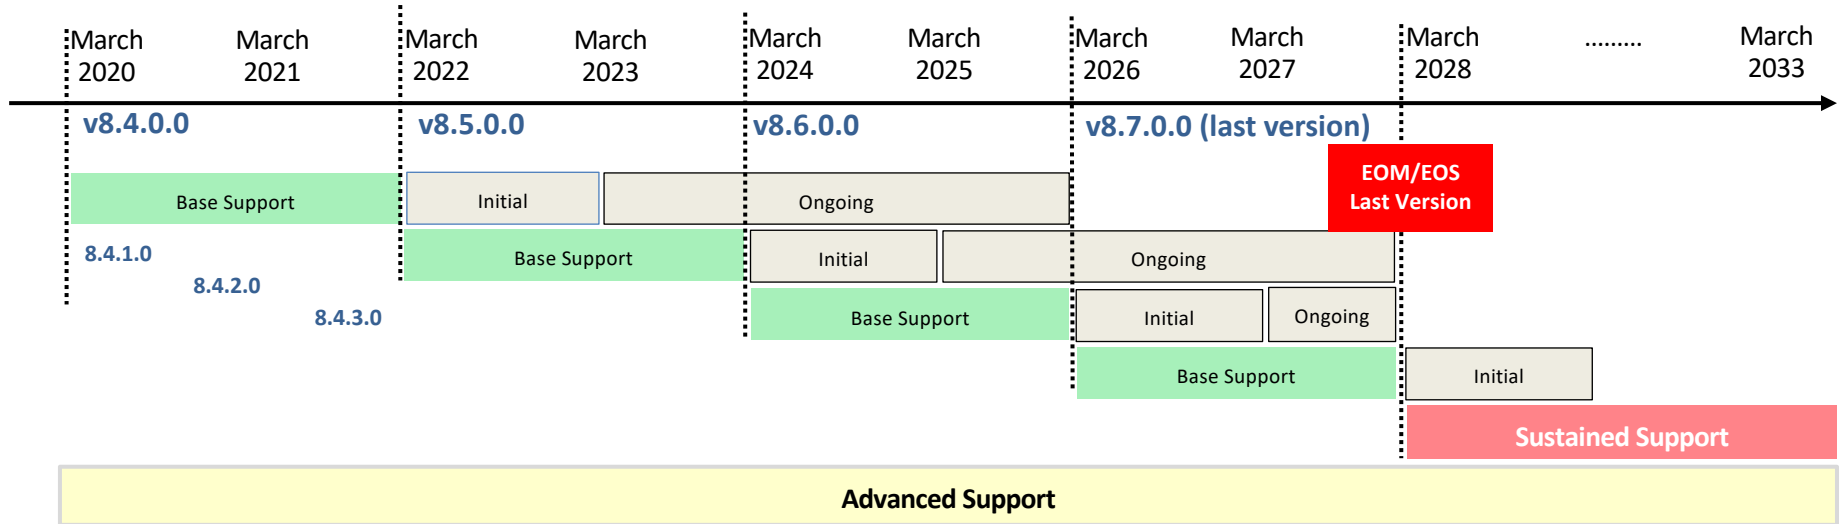 March 2020
March 2021
March 2022
March 2023
March 2024
March 2025
March 2026
March 2027
March 2028
.........
March 2033
v8.4.0.0
v8.5.0.0
v8.6.0.0
v8.7.0.0 (last version)
EOM/EOS
Last Version
Base Support
Initial
Ongoing
8.4.1.0
Base Support
Initial
Ongoing
8.4.2.0
8.4.3.0
Base Support
Initial
Ongoing
Base Support
Initial
Sustained Support
Advanced Support